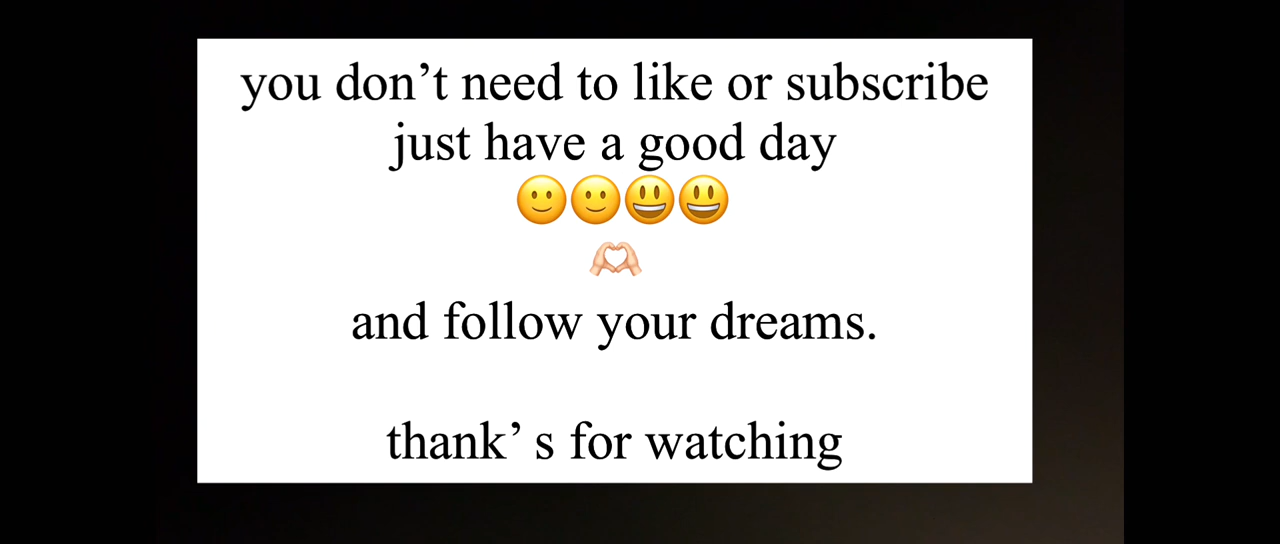 you don’t need to like or subscribe
just have a good day
🙂🙂😃😃
🫶🏻
and follow your dreams.
thank’ s for watching